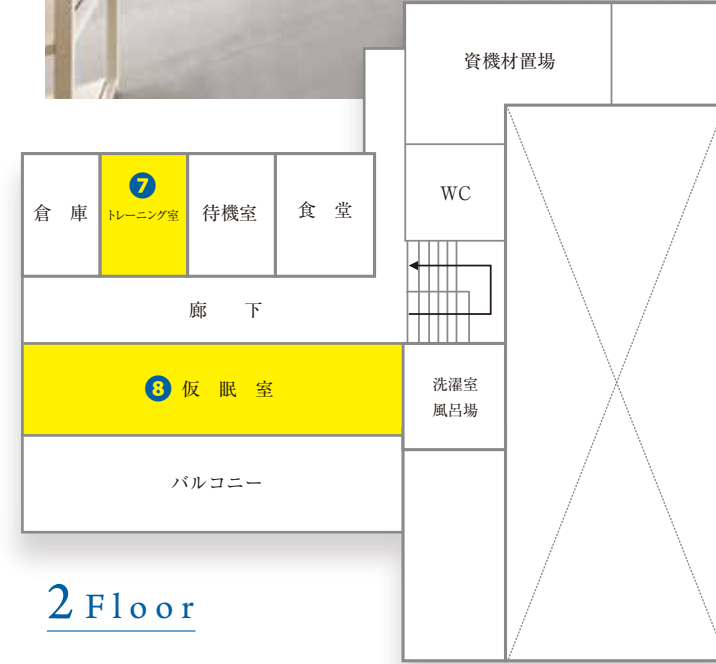 資機材置場
WC
7
倉 庫
トレーニング室
待機室
食 堂
廊 下
8 仮 眠 室
洗濯室
風呂場
バルコニー
2 Floor